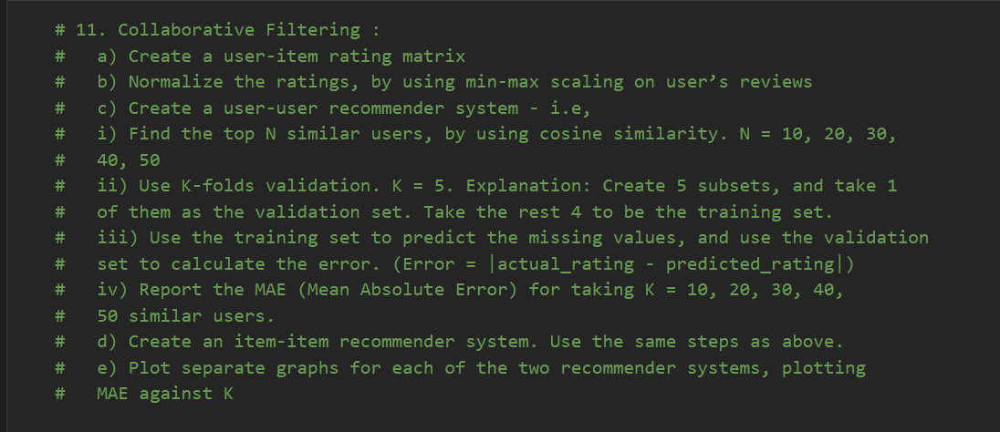 # 11. Collaborative Filtering :
#   a) Create a user-item rating matrix
#   b) Normalize the ratings, by using min-max scaling on user’s reviews
#   c) Create a user-user recommender system - i.e,
#   i) Find the top N similar users, by using cosine similarity. N = 10, 20, 30,
#   40, 50
#   ii) Use K-folds validation. K = 5. Explanation: Create 5 subsets, and take 1
#   of them as the validation set. Take the rest 4 to be the training set.
#   iii) Use the training set to predict the missing values, and use the validation
#   set to calculate the error. (Error = |actual_rating - predicted_rating|)
#   iv) Report the MAE (Mean Absolute Error) for taking K = 10, 20, 30, 40,
#   50 similar users.
#   d) Create an item-item recommender system. Use the same steps as above.
#   e) Plot separate graphs for each of the two recommender systems, plotting
#   MAE against K